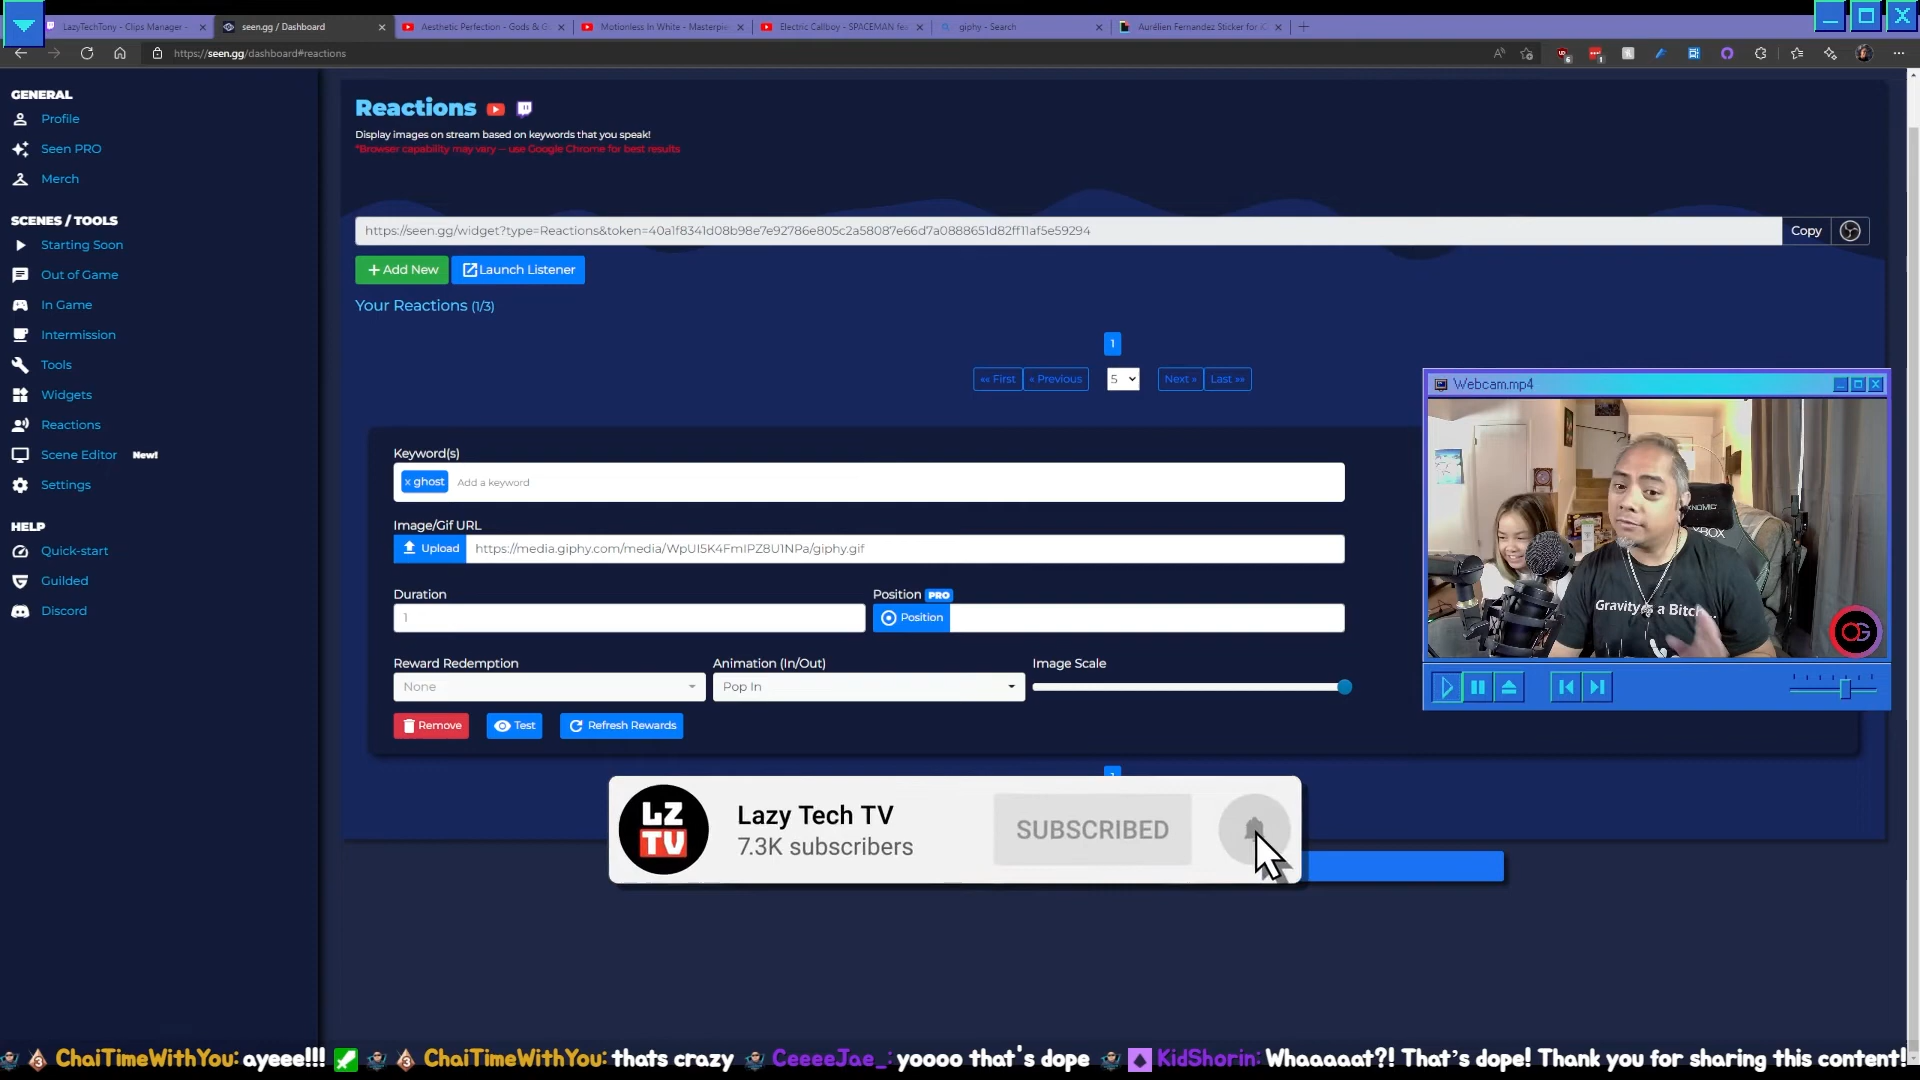 LazyTechTony - Clips Manager -
seen.gg / Dashboard
Aesthetic Perfection - Gods & G
Motionless In White - Masterpie
Electric Callboy - SPACEMAN fea
giphy - Search
Aurélien Fernandez Sticker for iO
https://seen.gg/dashboard#reactions
GENERAL
Profile
Seen PRO
Merch
SCENES / TOOLS
Starting Soon
Out of Game
In Game
Intermission
Tools
Widgets
Reactions
Scene Editor New!
Settings
HELP
Quick-start
Guilded
Discord
Reactions
Display images on stream based on keywords that you speak!
*Browser capability may vary -- use Google Chrome for best results
https://seen.gg/widget?type=Reactions&token=40a1f8341d08b98e7e92786e805c2a58087e66d7a0888651d82ff11af5e59294
Copy
+ Add New
Launch Listener
Your Reactions (1/3)
1
«« First
« Previous
5
Next »
Last »»
Keyword(s)
x ghost
Add a keyword
Image/Gif URL
Upload
https://media.giphy.com/media/WpUI5K4FmIPZ8U1NPa/giphy.gif
Duration
1
Position PRO
Position
Reward Redemption
None
Animation (In/Out)
Pop In
Image Scale
Remove
Test
Refresh Rewards
Webcam.mp4
XBOX
Gravity is a Bitch...
OG
LZ
TV
Lazy Tech TV
7.3K subscribers
SUBSCRIBED
ChaiTimeWithYou: ayeee!!!
ChaiTimeWithYou: thats crazy
CeeeeJae_: yoooo that's dope
KidShorin: Whaaaaat?! That's dope! Thank you for sharing this content!